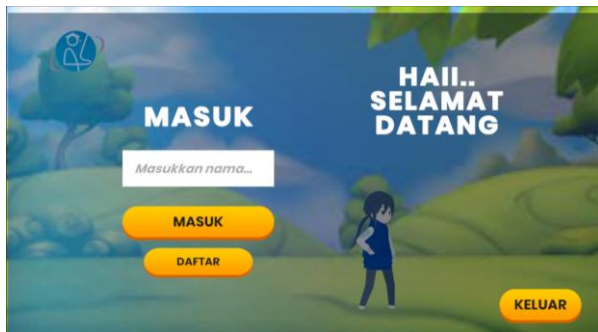 MASUK
Masukkan nama...
MASUK
DAFTAR
HAII..
SELAMAT
DATANG
KELUAR